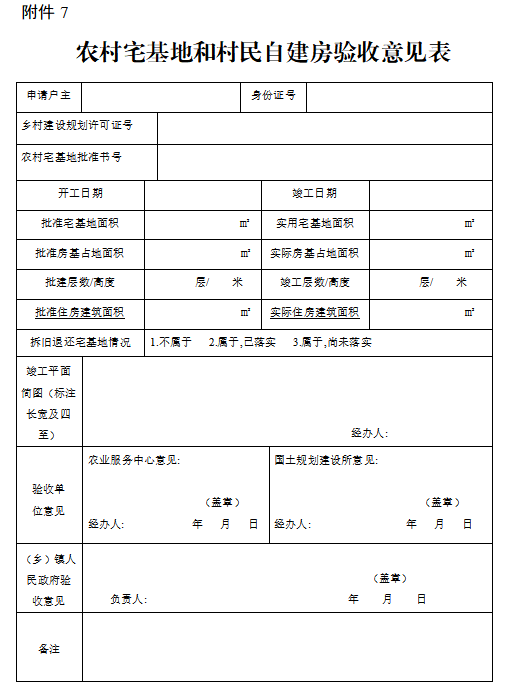 附件 7
农村宅基地和村民自建房验收意见表
申请户主 身份证号
乡村建设规划许可证号
农村宅基地批准书号
开工日期 竣工日期
批准宅基地面积 ㎡ 实用宅基地面积 ㎡
批准房基占地面积 ㎡ 实际房基占地面积 ㎡
批建层数/高度 层/ 米 竣工层数/高度 层/ 米
批准住房建筑面积 ㎡ 实际住房建筑面积 ㎡
拆旧退还宅基地情况 1.不属于 2.属于,已落实 3.属于,尚未落实
竣工平面
简图（标注
长宽及四
至）
经办人:
验收单
位意见
农业服务中心意见:
（盖章）
经办人: 年 月 日
国土规划建设所意见:
（盖章）
经办人: 年 月 日
（乡）镇人
民政府验
收意见
（盖章）
负责人: 年 月 日
备注